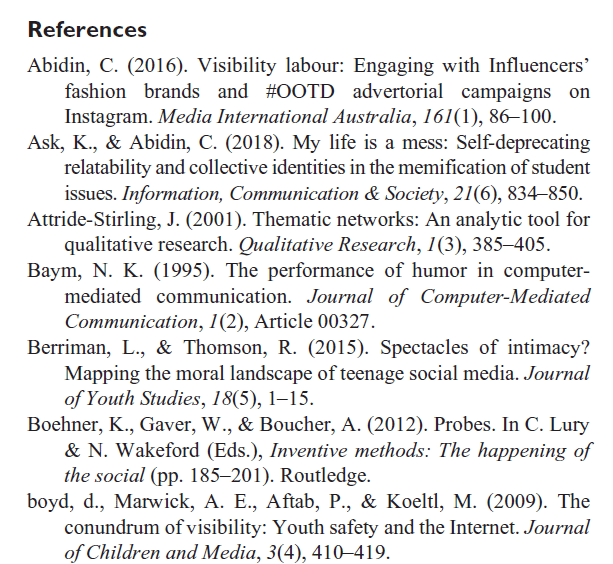 References
Abidin, C. (2016). Visibility labour: Engaging with Influencers’
fashion brands and #OOTD advertorial campaigns on
Instagram. Media International Australia, 161(1), 86–100.
Ask, K., & Abidin, C. (2018). My life is a mess: Self-deprecating
relatability and collective identities in the memification of student
issues. Information, Communication & Society, 21(6), 834–850.
Attride-Stirling, J. (2001). Thematic networks: An analytic tool for
qualitative research. Qualitative Research, 1(3), 385–405.
Baym, N. K. (1995). The performance of humor in computer-
mediated communication. Journal of Computer-Mediated
Communication, 1(2), Article 00327.
Berriman, L., & Thomson, R. (2015). Spectacles of intimacy?
Mapping the moral landscape of teenage social media. Journal
of Youth Studies, 18(5), 1–15.
Boehner, K., Gaver, W., & Boucher, A. (2012). Probes. In C. Lury
& N. Wakeford (Eds.), Inventive methods: The happening of
the social (pp. 185–201). Routledge.
boyd, d., Marwick, A. E., Aftab, P., & Koeltl, M. (2009). The
conundrum of visibility: Youth safety and the Internet. Journal
of Children and Media, 3(4), 410–419.